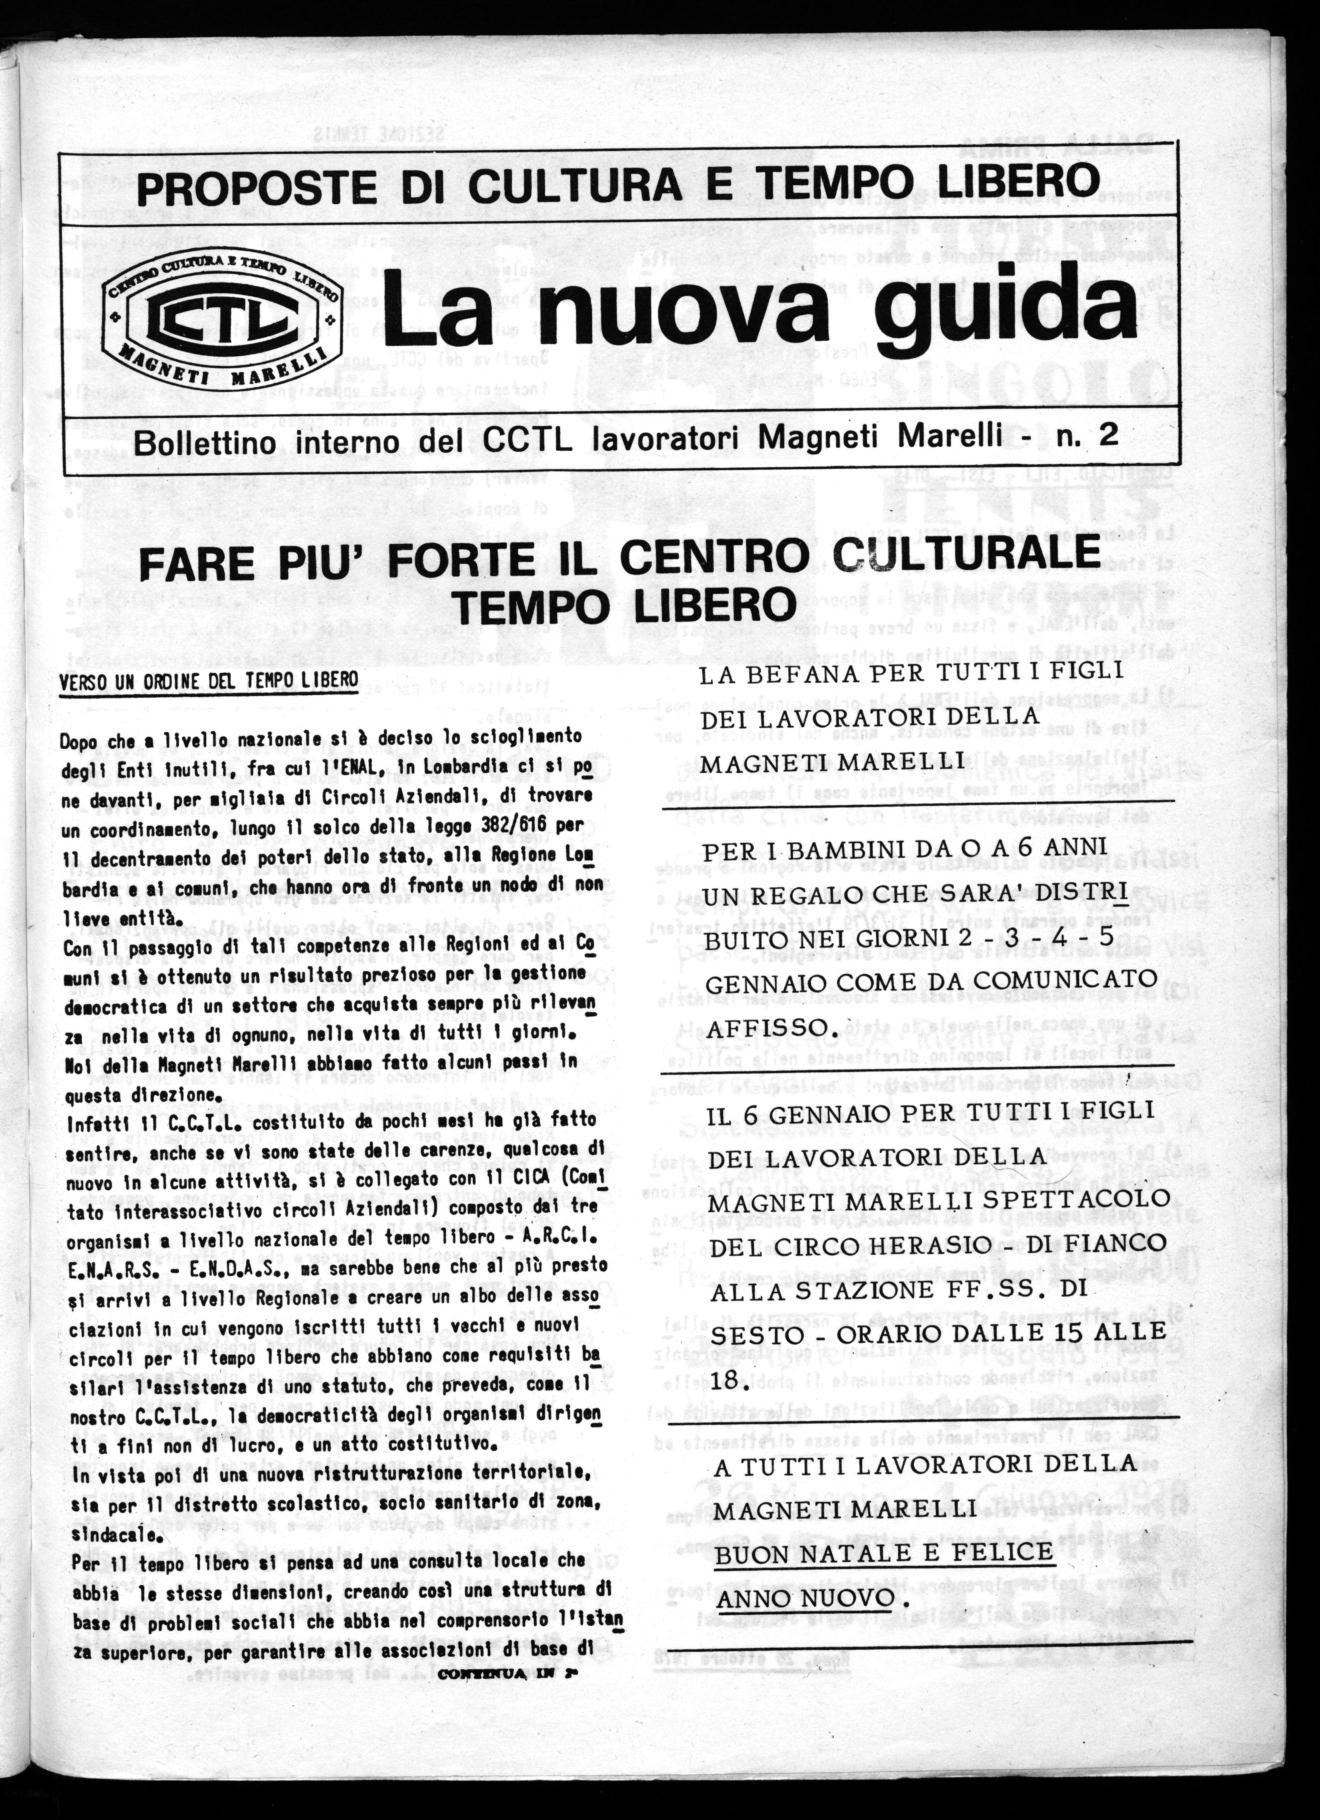 PROPOSTE DI CULTURA E TEMPO LIBERO
CENTRO CULTURA E TEMPO LIBERO
CCTL
MAGNETI MARELLI
La nuova guida
Bollettino interno del CCTL lavoratori Magneti Marelli - n. 2
FARE PIU' FORTE IL CENTRO CULTURALE
TEMPO LIBERO
VERSO UN ORDINE DEL TEMPO LIBERO
Dopo che a livello nazionale si è deciso lo scioglimento
degli Enti inutili, fra cui l'ENAL, in Lombardia ci si po
ne davanti, per migliaia di Circoli Aziendali, di trovare
un coordinamento, lungo il solco della legge 382/616 per
il decentramento dei poteri dello stato, alla Regione Lom
bardia e ai comuni, che hanno ora di fronte un nodo di non
lieve entità.
Con il passaggio di tali competenze alle Regioni ed ai Co
muni si è ottenuto un risultato prezioso per la gestione
democratica di un settore che acquista sempre più rilevan
za nella vita di ognuno, nella vita di tutti i giorni.
Noi della Magneti Marelli abbiamo fatto alcuni passi in
questa direzione.
Infatti il C.C.T.L. costituito da pochi mesi ha già fatto
sentire, anche se vi sono state delle carenze, qualcosa di
nuovo in alcune attività, si è collegato con il CICA (Comi
tato interassociativo circoli Aziendali) composto dai tre
organismi a livello nazionale del tempo libero - A.R.C.I.
E.N.A.R.S. - E.N.D.A.S., ma sarebbe bene che al più presto
si arrivi a livello Regionale a creare un albo delle asso
ciazioni in cui vengono iscritti tutti i vecchi e nuovi
circoli per il tempo libero che abbiano come requisiti ba
silari l'assistenza di uno statuto, che preveda, come il
nostro C.C.T.L., la democraticità degli organismi dirigen
ti a fini non di lucro, e un atto costitutivo.
In vista poi di una nuova ristrutturazione territoriale,
sia per il distretto scolastico, socio sanitario di zona,
sindacale.
Per il tempo libero si pensa ad una consulta locale che
abbia le stesse dimensioni, creando così una struttura di
base di problemi sociali che abbia nel comprensorio l'istan
za superiore, per garantire alle associazioni di base di
CONTINUA IN 2ª
LA BEFANA PER TUTTI I FIGLI
DEI LAVORATORI DELLA
MAGNETI MARELLI
PER I BAMBINI DA O A 6 ANNI
UN REGALO CHE SARA' DISTRI
BUITO NEI GIORNI 2 - 3 - 4 - 5
GENNAIO COME DA COMUNICATO
AFFISSO.
IL 6 GENNAIO PER TUTTI I FIGLI
DEI LAVORATORI DELLA
MAGNETI MARELLI SPETTACOLO
DEL CIRCO HERASIO - DI FIANCO
ALLA STAZIONE FF.SS. DI
SESTO - ORARIO DALLE 15 ALLE
18.
A TUTTI I LAVORATORI DELLA
MAGNETI MARELLI
BUON NATALE E FELICE
ANNO NUOVO.